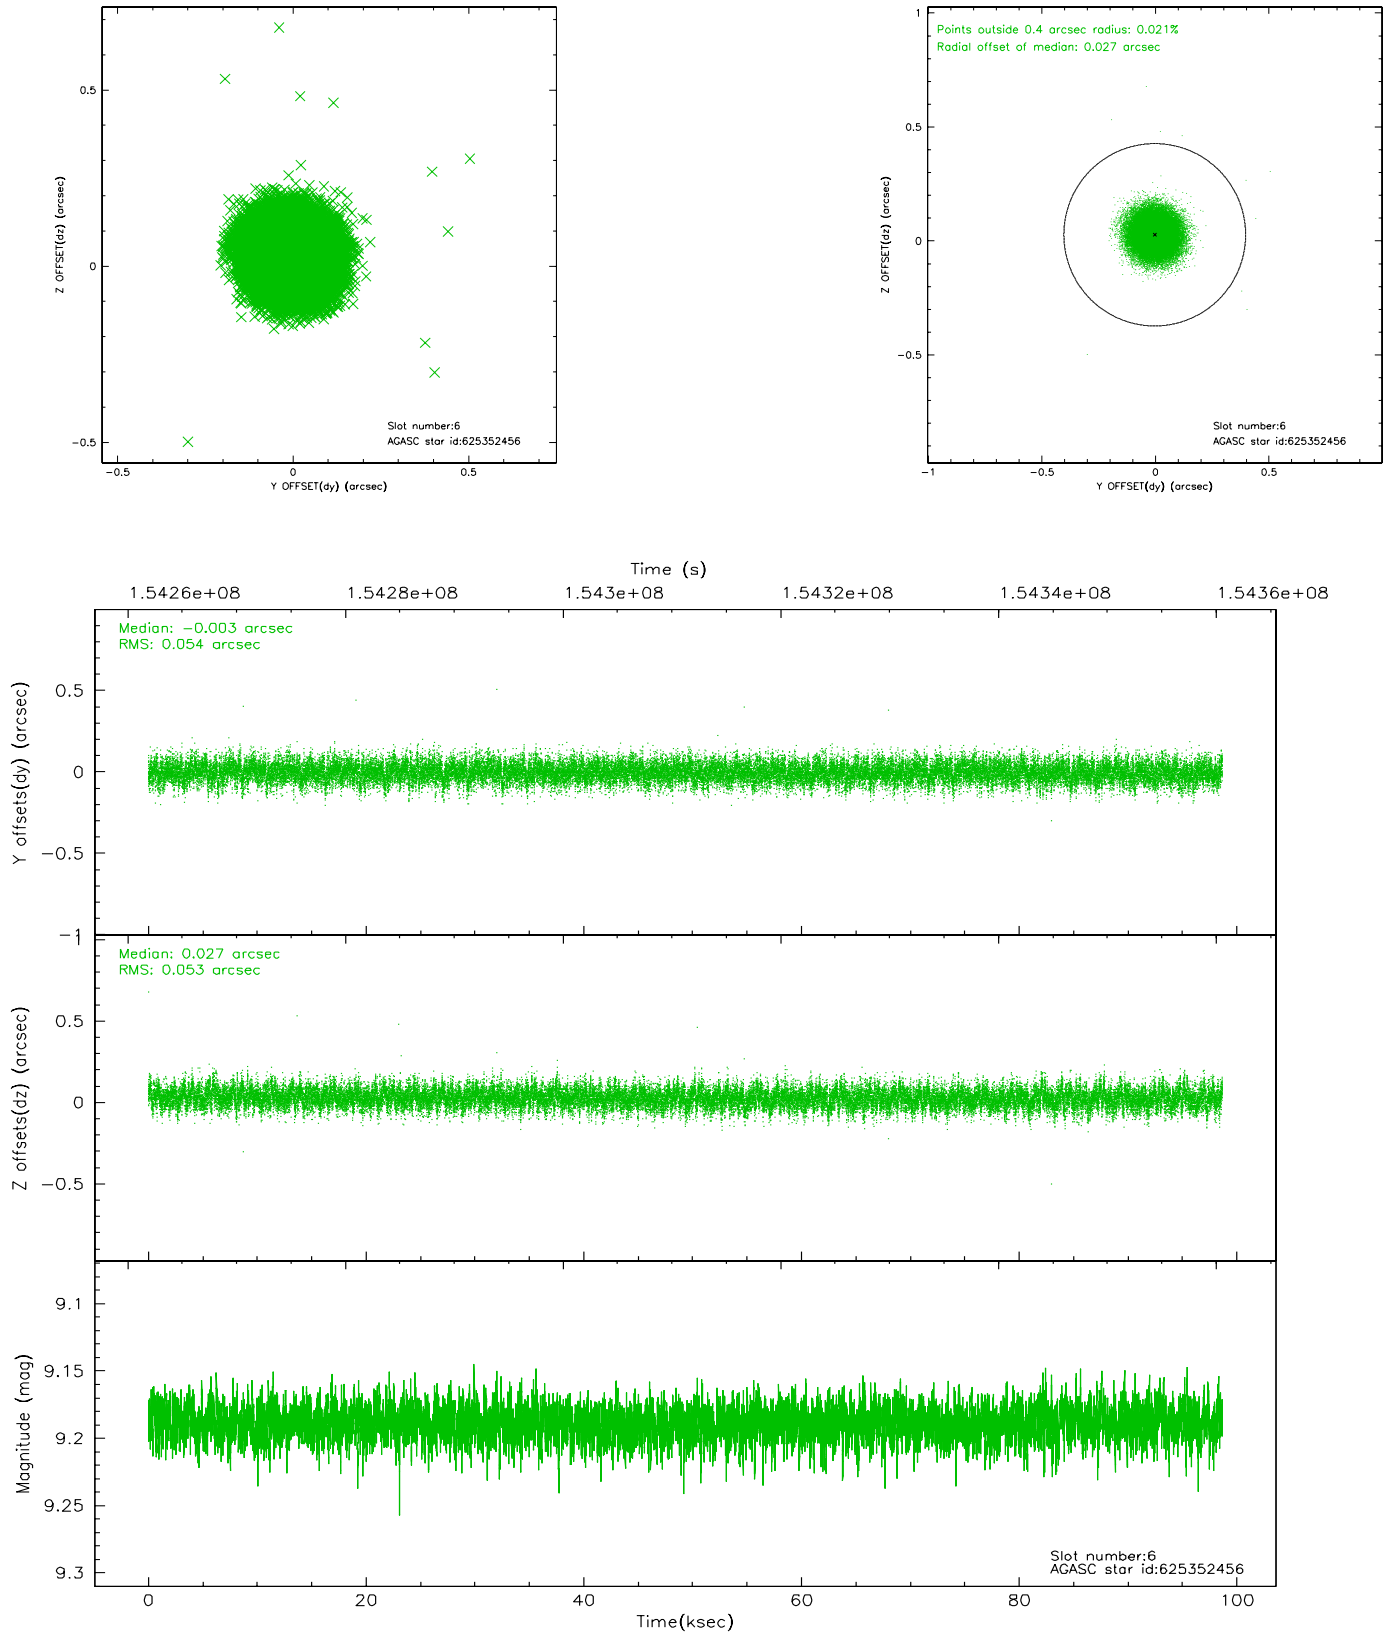 0.5
0
-0.5
Z OFFSET(dz) (arcsec)
Slot number:6
AGASC star id:625352456
-0.5 0 0.5
Y OFFSET(dy) (arcsec)
Points outside 0.4 arcsec radius: 0.021%
Radial offset of median: 0.027 arcsec
1
0.5
0
-0.5
Z OFFSET(dz) (arcsec)
Slot number:6
AGASC star id:625352456
-1 -0.5 0 0.5
Y OFFSET(dy) (arcsec)
Time (s)
1.5426e+08 1.5428e+08 1.543e+08 1.5432e+08 1.5434e+08 1.5436e+08
Median: -0.003 arcsec
RMS: 0.054 arcsec
0.5
0
-0.5
-1
Y offsets(dy) (arcsec)
Median: 0.027 arcsec
RMS: 0.053 arcsec
1
0.5
0
-0.5
Z offsets(dz) (arcsec)
9.1
9.15
9.2
9.25
9.3
Magnitude (mag)
Slot number:6
AGASC star id:625352456
0 20 40 60 80 100
Time(ksec)